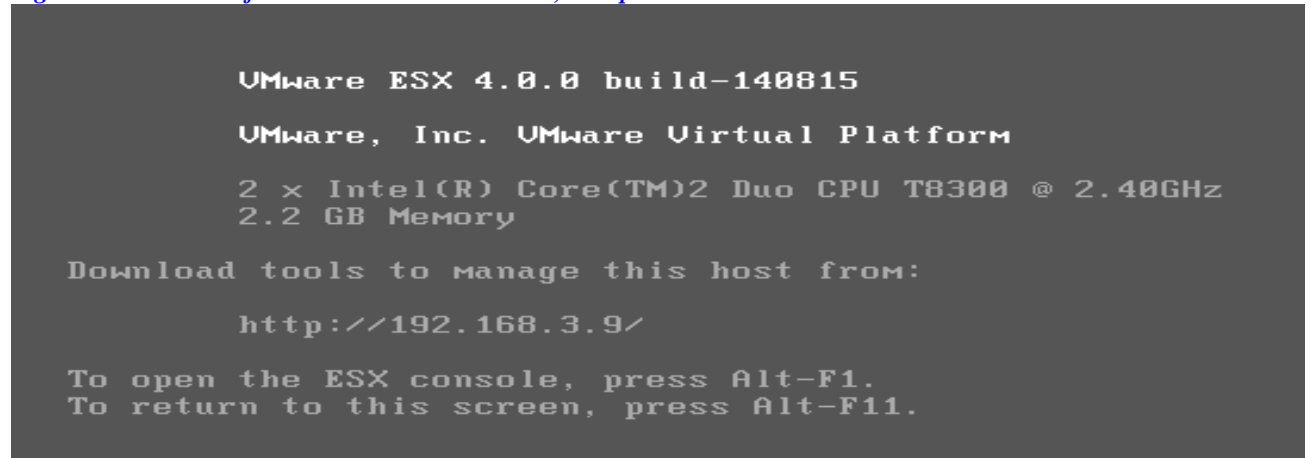 VMware ESX 4.0.0 build-140815
VMware, Inc. VMware Virtual Platform
2 x Intel(R) Core(TM)2 Duo CPU T8300 @ 2.40GHz
2.2 GB Memory
Download tools to manage this host from:
http://192.168.3.9/
To open the ESX console, press Alt-F1.
To return to this screen, press Alt-F11.